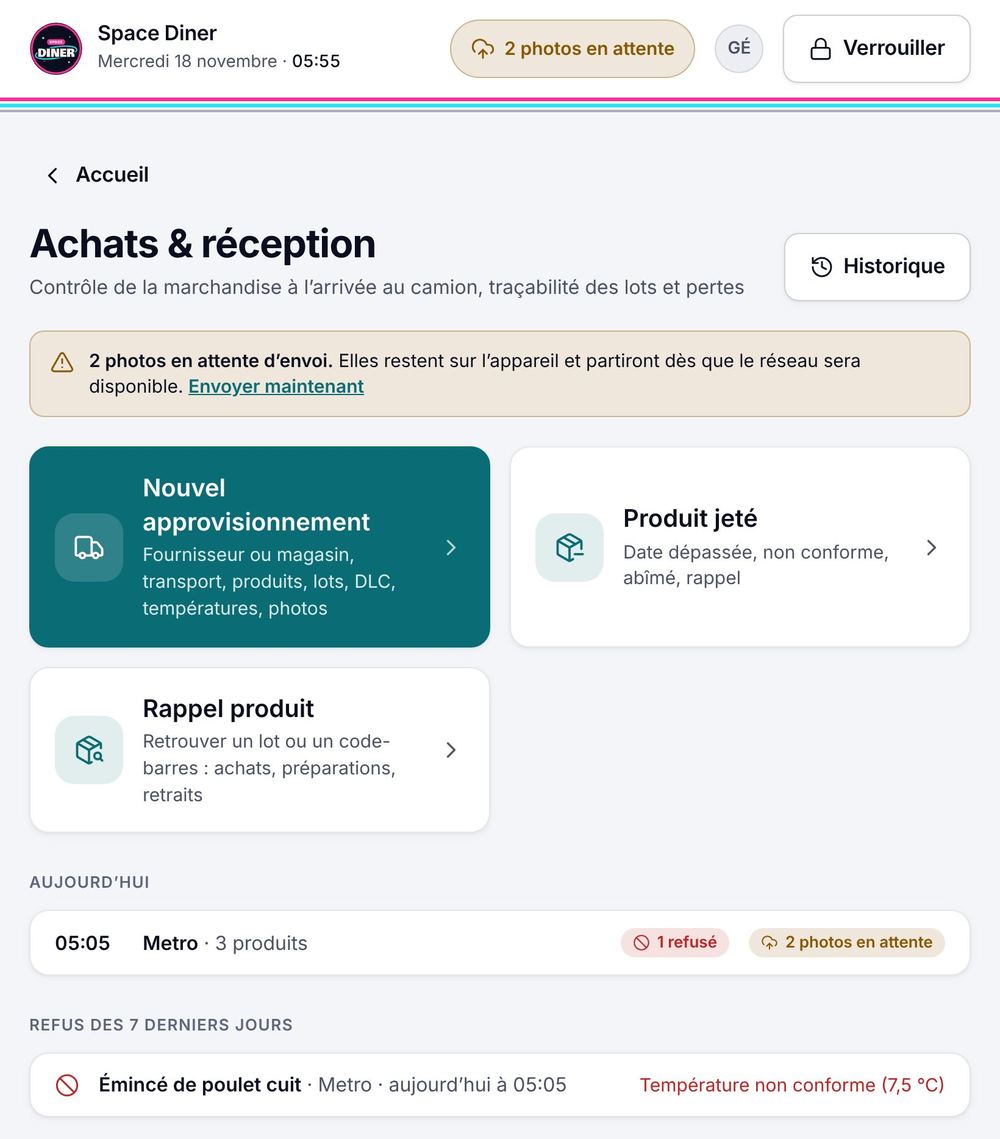 SPACE
DINER
Space Diner
Mercredi 18 novembre · 05:55
2 photos en attente
GÉ
Verrouiller
Accueil
Achats & réception
Contrôle de la marchandise à l’arrivée au camion, traçabilité des lots et pertes
Historique
2 photos en attente d’envoi. Elles restent sur l’appareil et partiront dès que le réseau sera
disponible. Envoyer maintenant
Nouvel
approvisionnement
Fournisseur ou magasin,
transport, produits, lots, DLC,
températures, photos
Produit jeté
Date dépassée, non conforme,
abîmé, rappel
Rappel produit
Retrouver un lot ou un code-
barres : achats, préparations,
retraits
AUJOURD’HUI
05:05 Metro · 3 produits
1 refusé
2 photos en attente
REFUS DES 7 DERNIERS JOURS
Émincé de poulet cuit · Metro · aujourd’hui à 05:05
Température non conforme (7,5 °C)